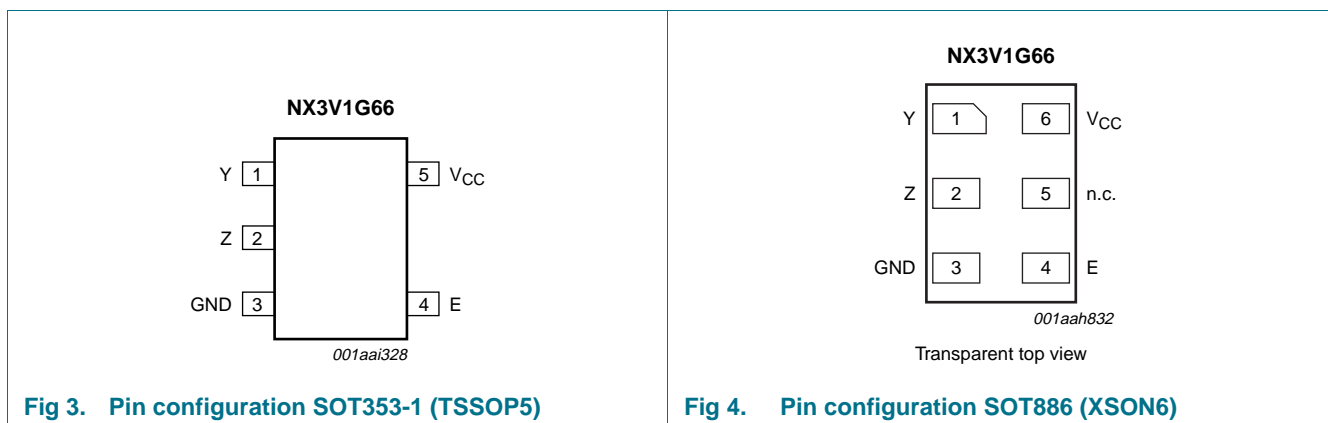 NX3V1G66
Y 1
5 VCC
Z 2
GND 3
4 E
001aai328
Fig 3. Pin configuration SOT353-1 (TSSOP5)
NX3V1G66
Y 1
6 VCC
Z 2
5 n.c.
GND 3
4 E
001aah832
Transparent top view
Fig 4. Pin configuration SOT886 (XSON6)